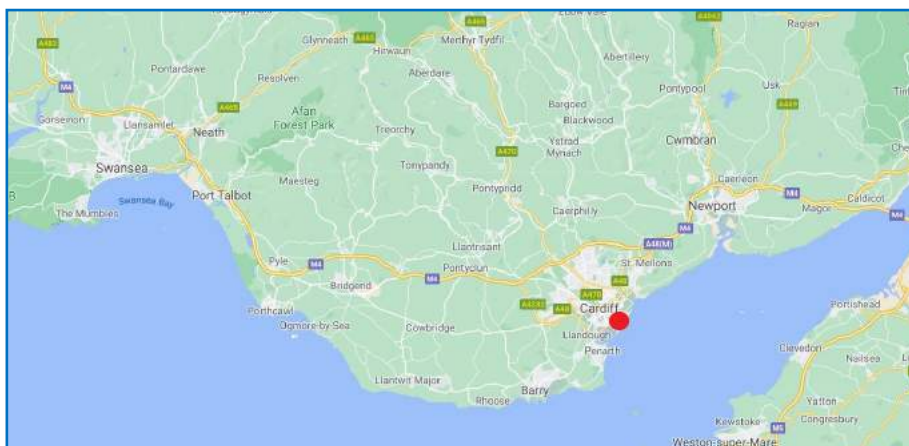 A465
Merthyr Tydfil
Raglan
A483
Glynneath
A465
Hirwaun
Abertillery
Pontardawe
Resolven
Aberdare
Pontypool
Usk
M4
A465
Afan
Forest Park
Bargoed
Blackwood
A449
Gorseinon
Llansamlet
Neath
Treorchy
Cwmbran
Ystrad
Mynach
Swansea
Tonypandy
A470
Maesteg
Pontypridd
Caerleon
Port Talbot
M4
Swansea Bay
Newport
Magor
Caldicot
The Mumbles
Caerphilly
M4
M4
Llantrisant
A48(M)
Pyle
M4
Pontyclun
St. Mellons
Bridgend
M4
A48
Portishead
A470
Porthcawl
A4232
A48
Cardiff
Ogmore-by-Sea
Cowbridge
Llandough
Penarth
Clevedon
Nailsea
Llantwit Major
Barry
Rhoose
Yatton
Kewstoke
Congresbury
M5
Weston-super-Mare